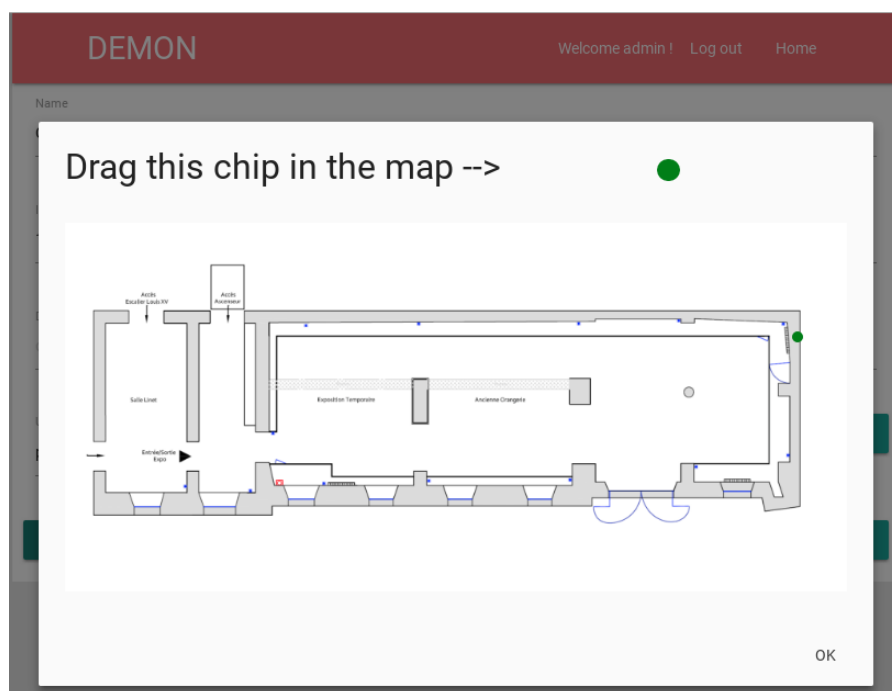 DEMON
Welcome admin !
Log out
Home
Name
Drag this chip in the map -->
Accès
Escalier Louis XV
Accès
Ascenseur
Salle Linet
Exposition Temporaire
Ancienne Orangerie
Entrée/Sortie
Expo
OK